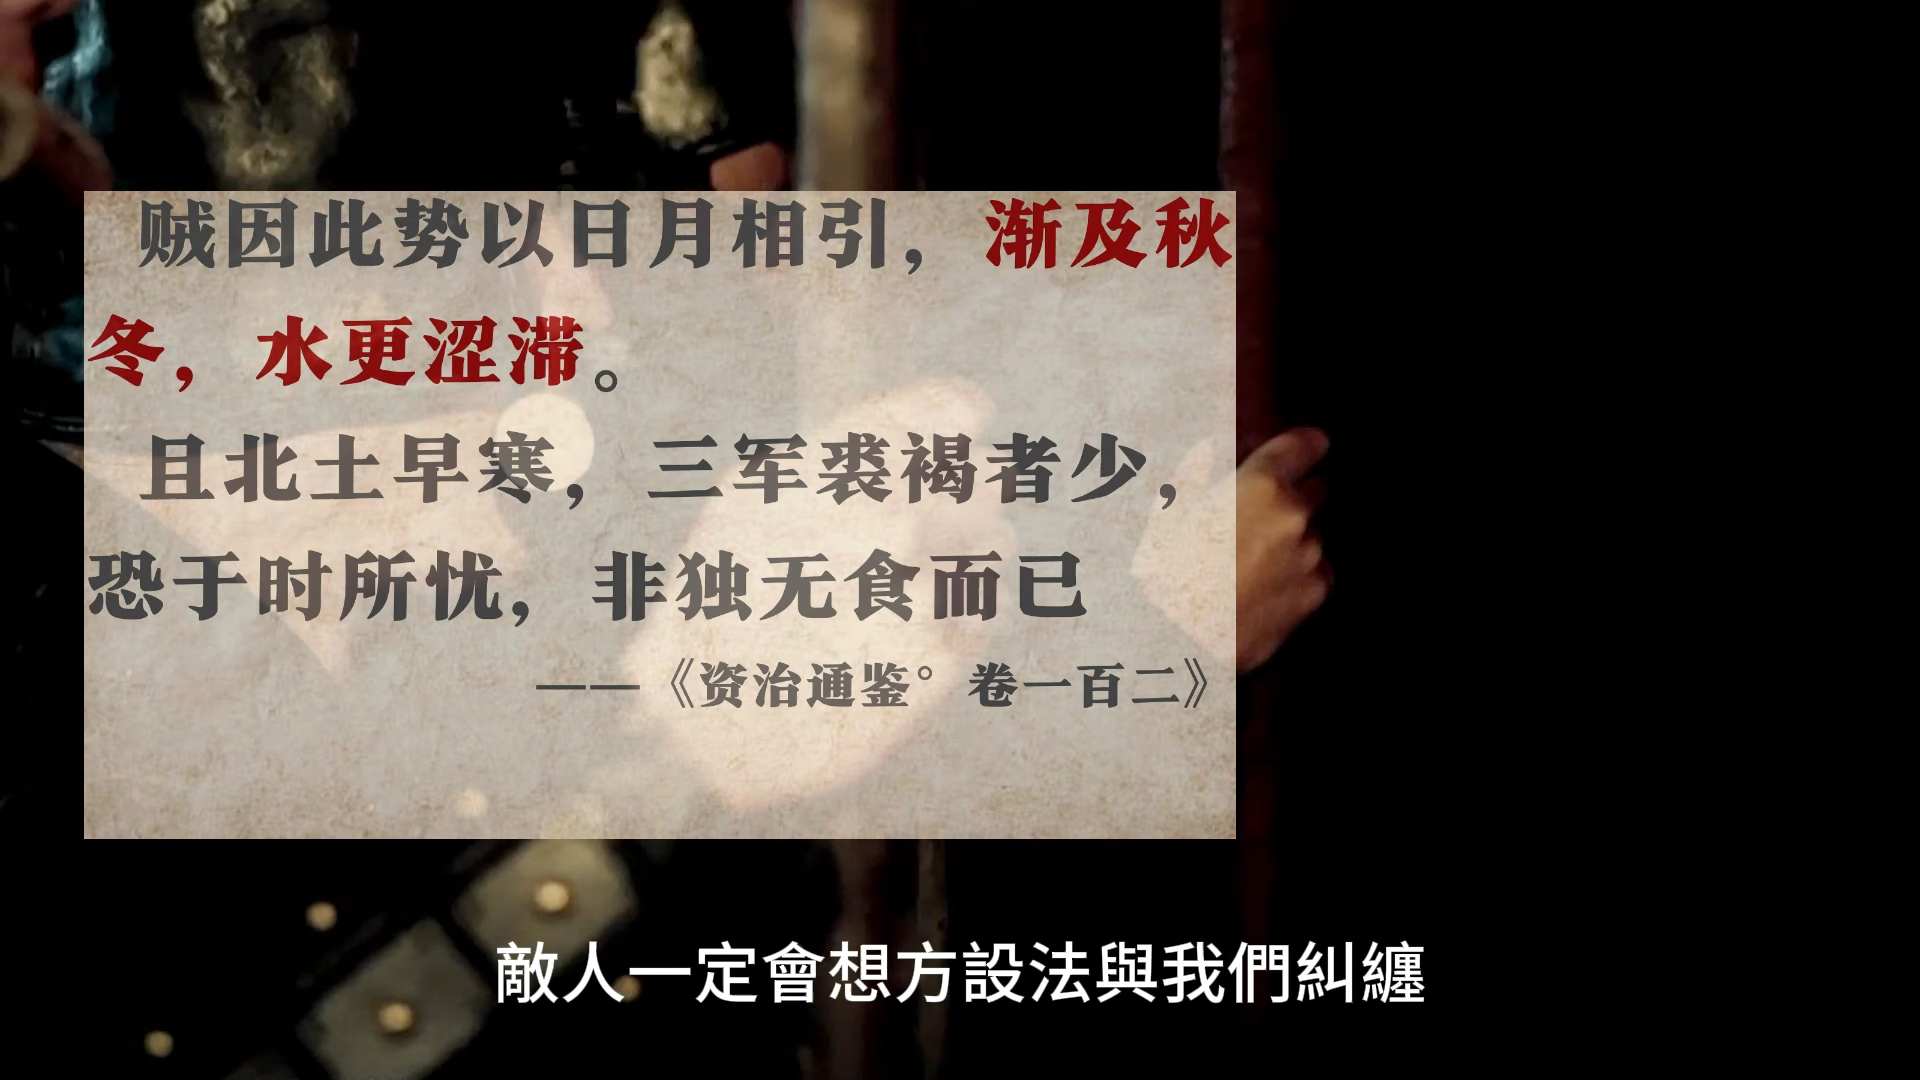 贼因此势以日月相引，渐及秋
冬，水更涩滞。
且北土早寒，三军裘褐者少，
恐于时所忧，非独无食而已
——《资治通鉴°卷一百二》
敵人一定會想方設法與我們糾纏